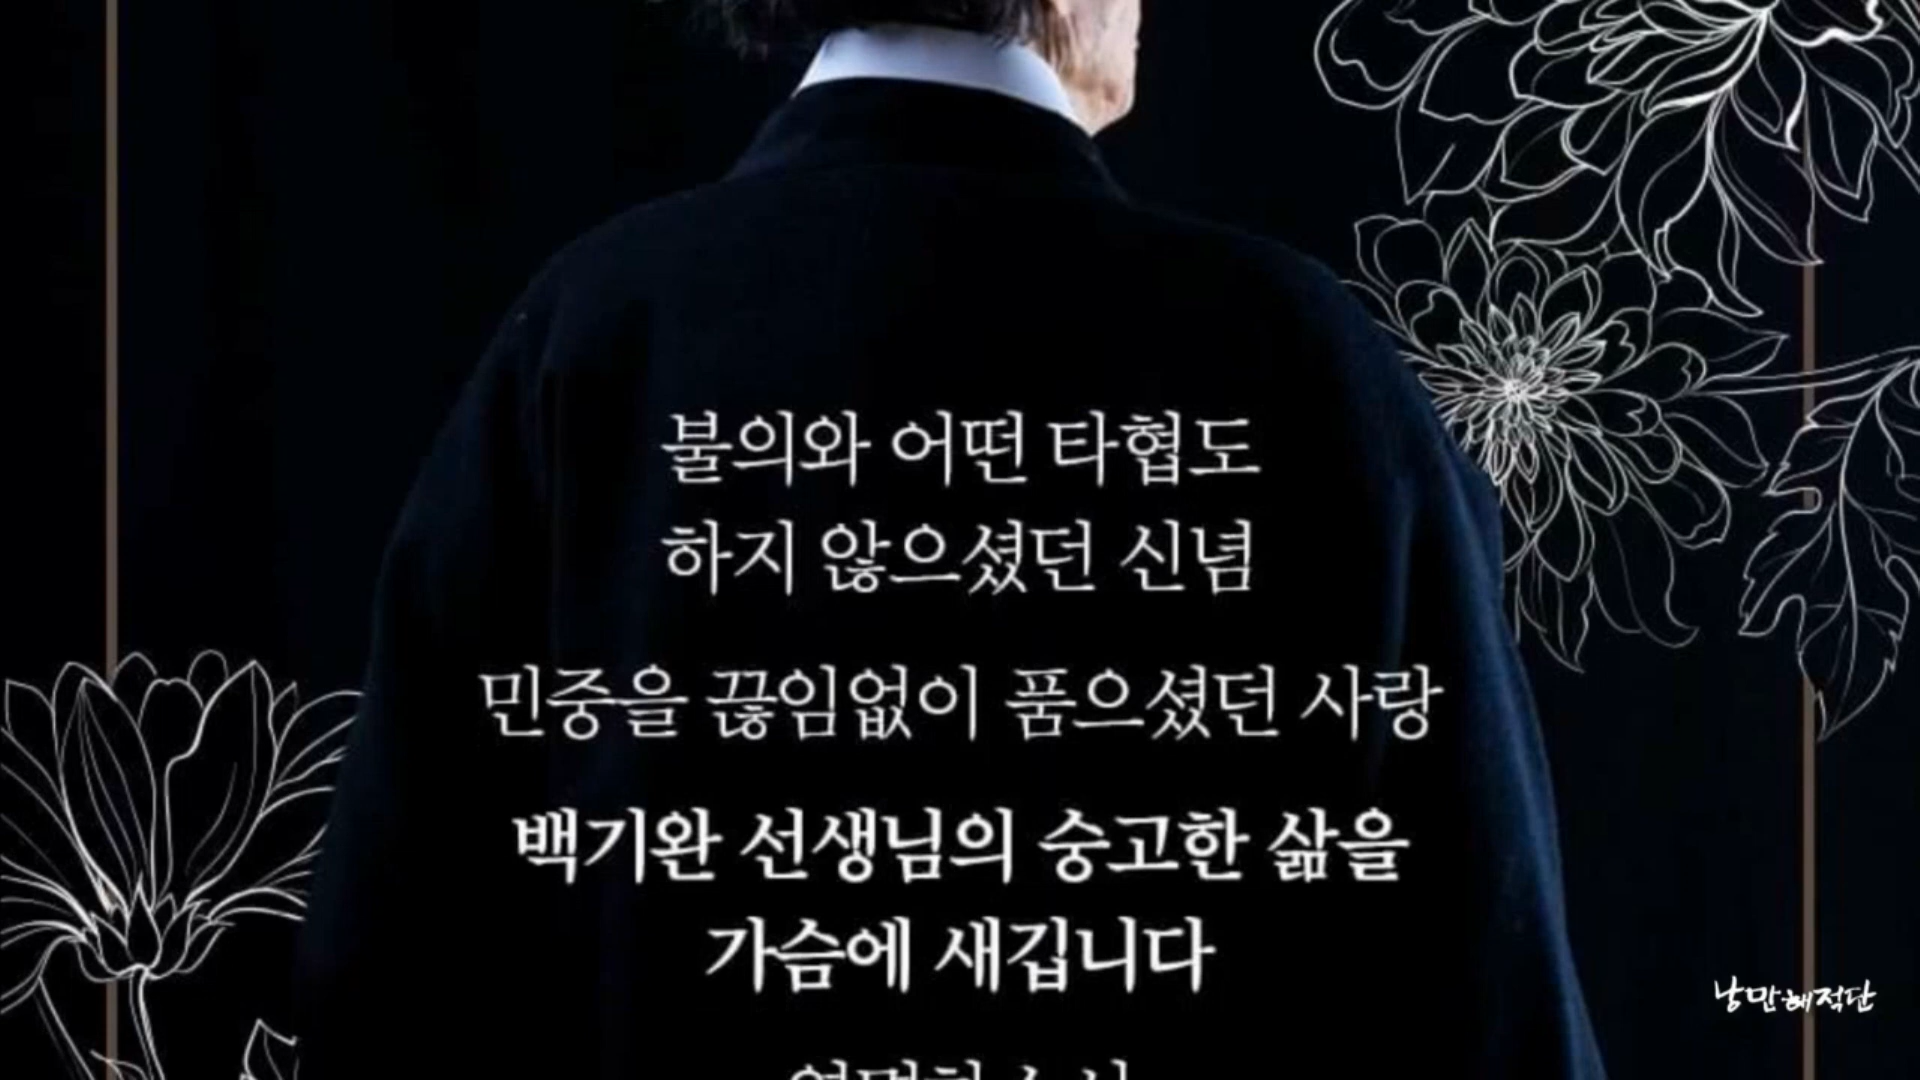 불의와 어떤 타협도
하지 않으셨던 신념
민중을 끊임없이 품으셨던 사랑
백기완 선생님의 숭고한 삶을
가슴에 새깁니다
낭만해적단